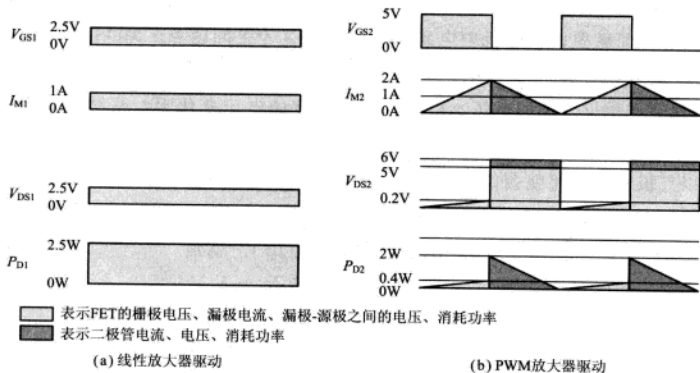 V_GS1 2.5V
0V
I_M1 1A
0A
V_DS1 2.5V
0V
P_D1 2.5W
0W
V_GS2 5V
0V
I_M2 2A
1A
0A
V_DS2 6V
5V
0.2V
P_D2 2W
0.4W
0W
表示FET的栅极电压、漏极电流、漏极-源极之间的电压、消耗功率
表示二极管电流、电压、消耗功率
(a) 线性放大器驱动
(b) PWM放大器驱动